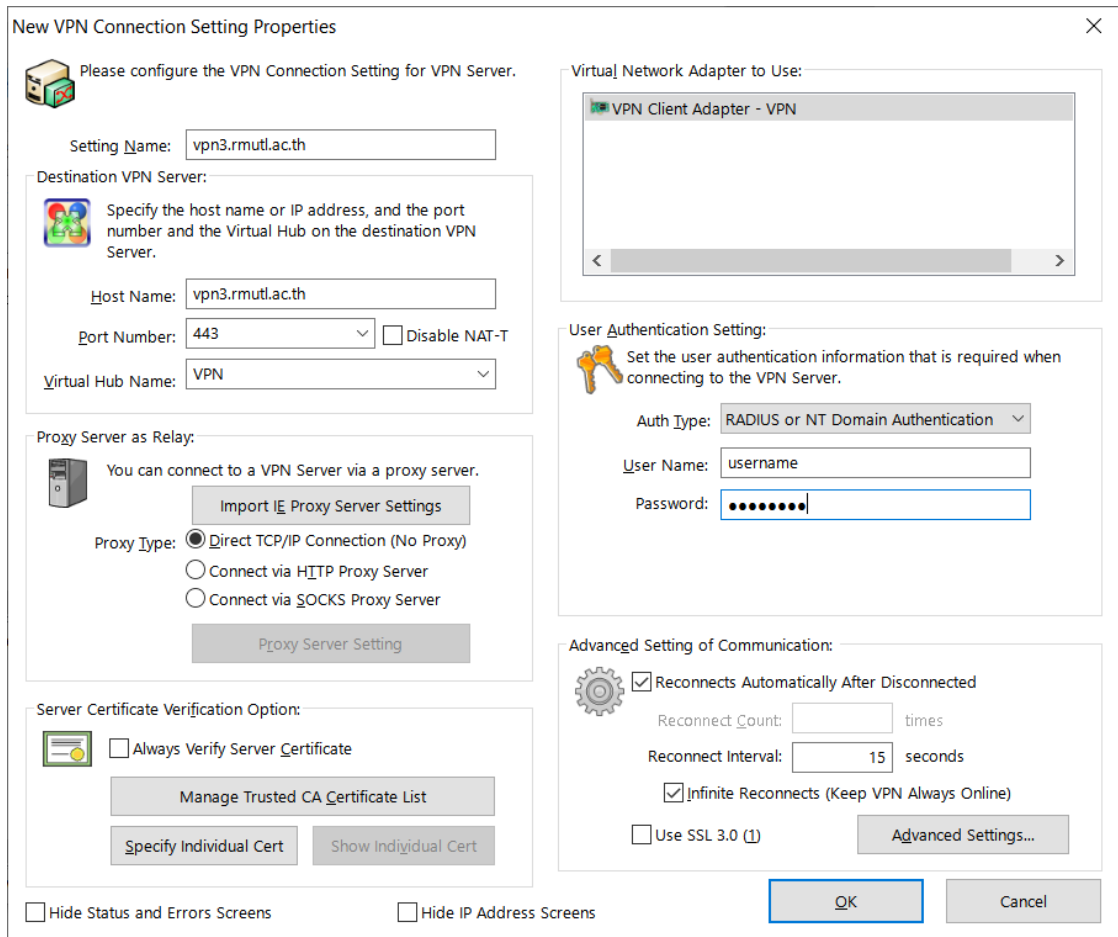 New VPN Connection Setting Properties
Please configure the VPN Connection Setting for VPN Server.
Setting Name: vpn3.rmutl.ac.th
Destination VPN Server:
Specify the host name or IP address, and the port
number and the Virtual Hub on the destination VPN
Server.
Host Name: vpn3.rmutl.ac.th
Port Number: 443 Disable NAT-T
Virtual Hub Name: VPN
Proxy Server as Relay:
You can connect to a VPN Server via a proxy server.
Import IE Proxy Server Settings
Proxy Type: Direct TCP/IP Connection (No Proxy)
Connect via HTTP Proxy Server
Connect via SOCKS Proxy Server
Proxy Server Setting
Server Certificate Verification Option:
Always Verify Server Certificate
Manage Trusted CA Certificate List
Specify Individual Cert Show Individual Cert
Hide Status and Errors Screens Hide IP Address Screens
Virtual Network Adapter to Use:
VPN Client Adapter - VPN
User Authentication Setting:
Set the user authentication information that is required when
connecting to the VPN Server.
Auth Type: RADIUS or NT Domain Authentication
User Name: username
Password: ●●●●●●●●
Advanced Setting of Communication:
Reconnects Automatically After Disconnected
Reconnect Count: times
Reconnect Interval: 15 seconds
Infinite Reconnects (Keep VPN Always Online)
Use SSL 3.0 (1) Advanced Settings...
OK Cancel